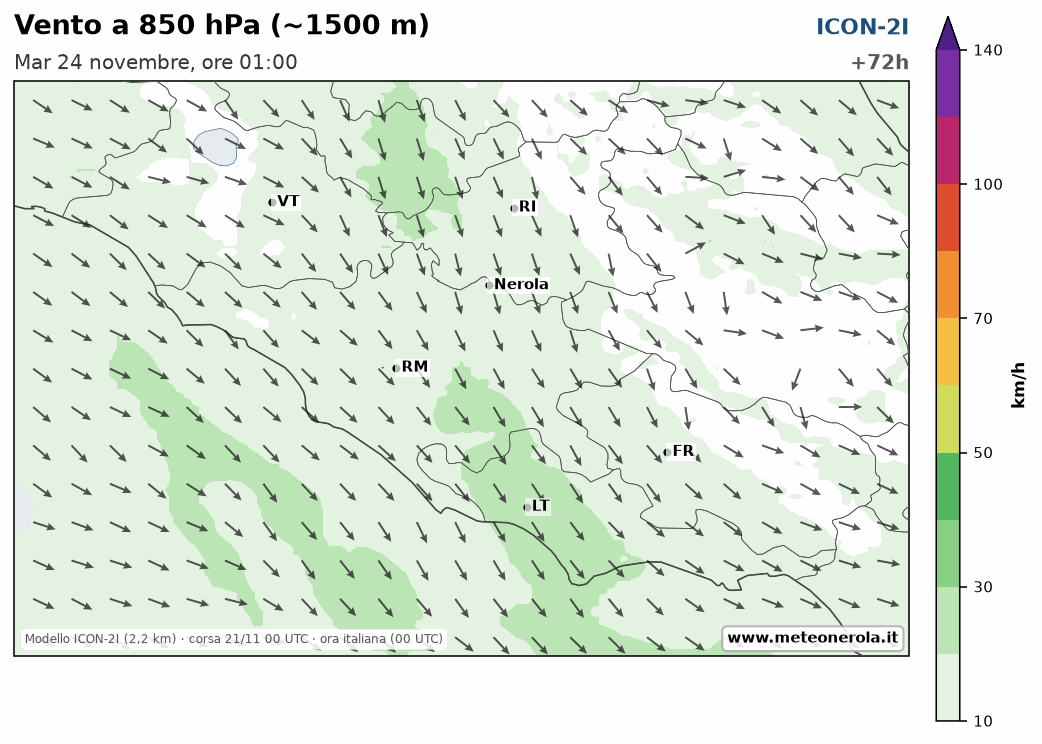 Vento a 850 hPa (~1500 m)
ICON-2I
Mar 24 novembre, ore 01:00
+72h
140
100
70
50
30
10
km/h
VT
RI
Nerola
RM
FR
LT
Modello ICON-2I (2,2 km) · corsa 21/11 00 UTC · ora italiana (00 UTC)
www.meteonerola.it